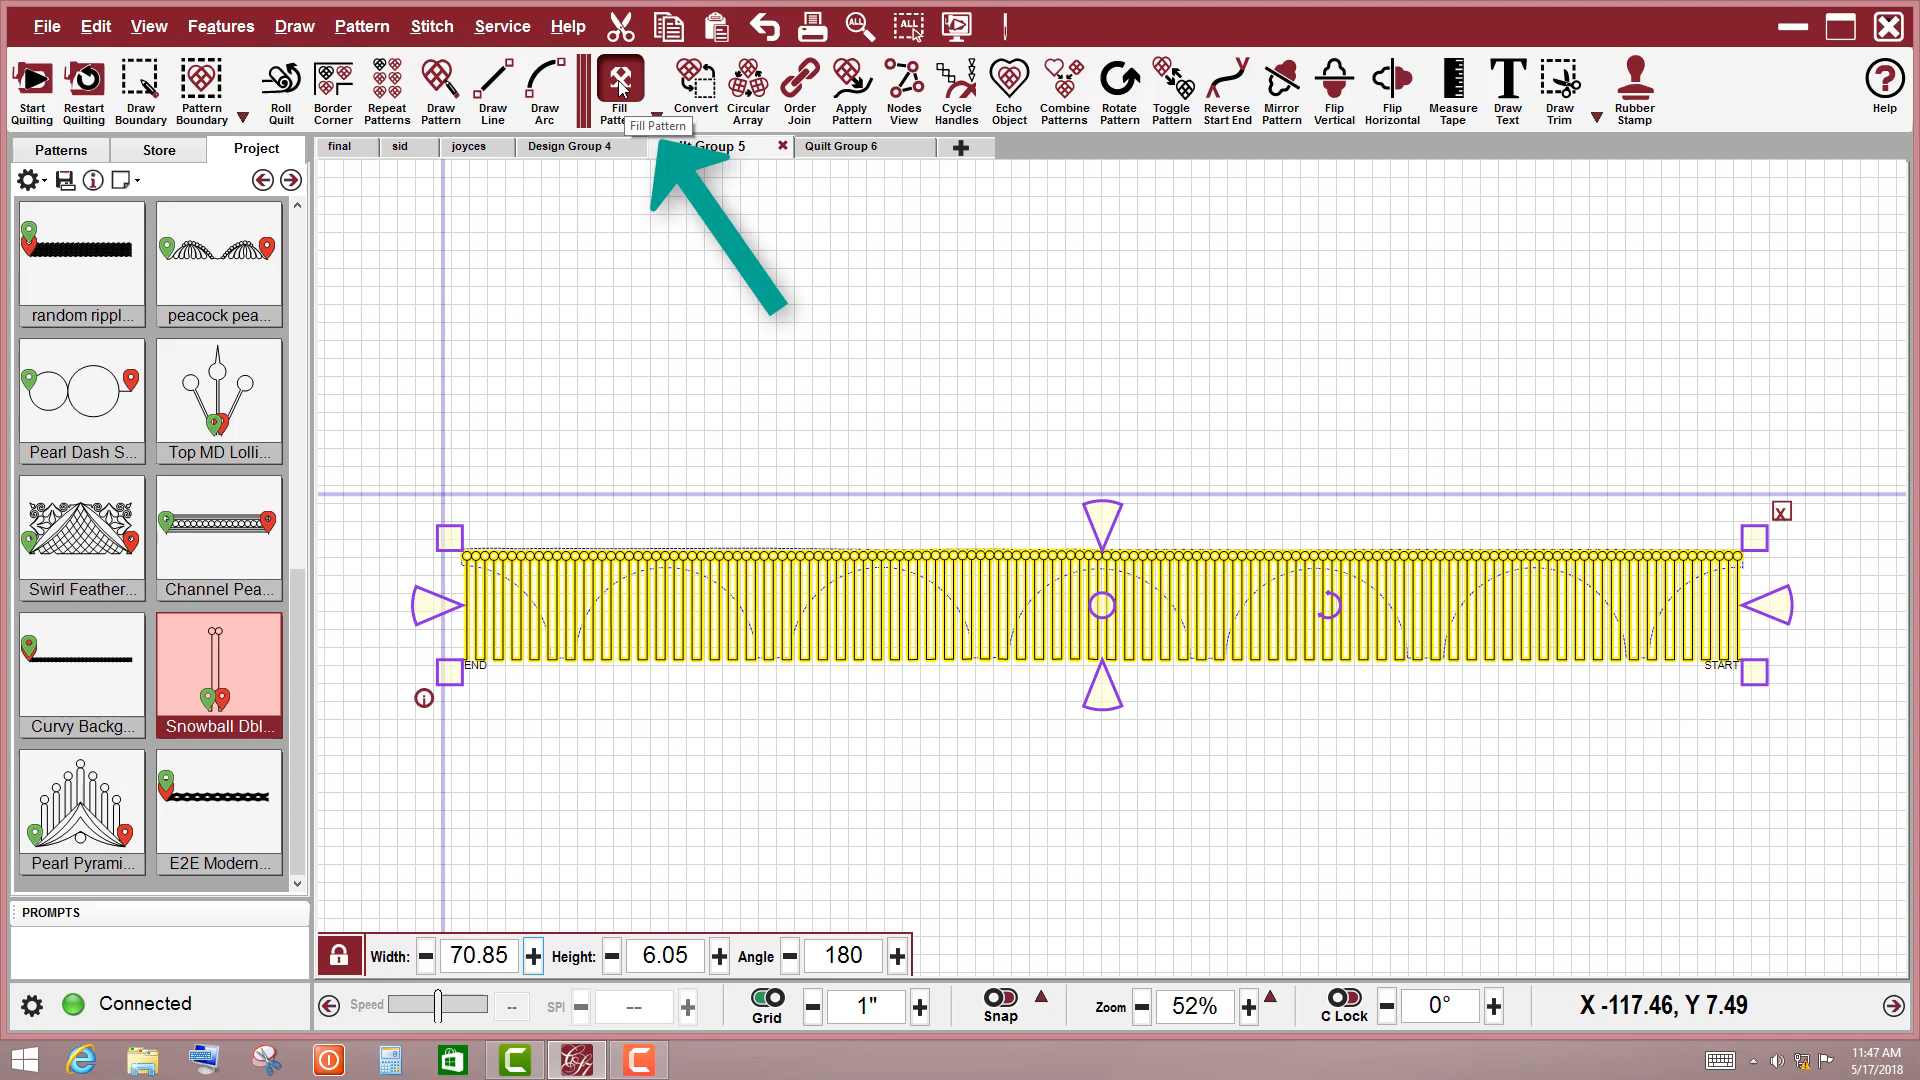 File Edit View Features Draw Pattern Stitch Service Help ALL ALL
Start Quilting
Restart Quilting
Draw Boundary
Pattern Boundary
Roll Quilt
Border Corner
Repeat Patterns
Draw Pattern
Draw Line
Draw Arc
Fill
Convert
Circular Array
Order Join
Apply Pattern
Nodes View
Cycle Handles
Echo Object
Combine Patterns
Rotate Pattern
Toggle Pattern
Reverse Start End
Mirror Pattern
Flip Vertical
Flip Horizontal
Measure Tape
Draw Text
Draw Trim
Rubber Stamp
Help
Fill Pattern
Patterns Store Project
final sid joyces Design Group 4 Group 5 Quilt Group 6
random rippl... peacock pea...
Pearl Dash S... Top MD Lolli...
Swirl Feather... Channel Pea...
Curvy Backg... Snowball Dbl...
Pearl Pyrami... E2E Modern...
END START
X
PROMPTS
Width: 70.85 Height: 6.05 Angle 180
Connected
Speed -- SPI -- Grid 1" Snap Zoom 52% C Lock 0° X -117.46, Y 7.49
11:47 AM
5/17/2018